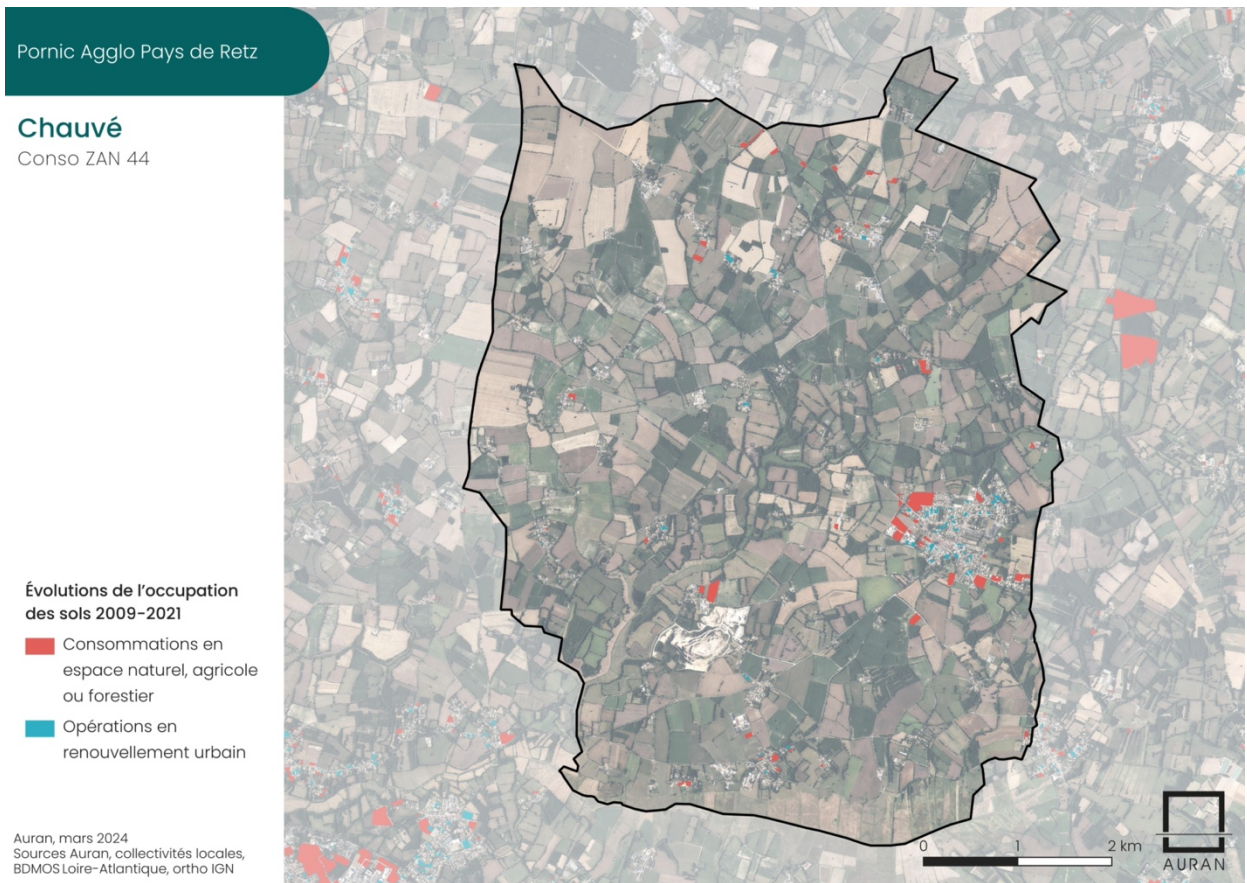 Pornic Agglo Pays de Retz
Chauvé
Conso ZAN 44
Évolutions de l'occupation
des sols 2009-2021
Consommations en
espace naturel, agricole
ou forestier
Opérations en
renouvellement urbain
Auran, mars 2024
Sources Auran, collectivités locales,
BDMOS Loire-Atlantique, ortho IGN
0 1 2 km
AURAN